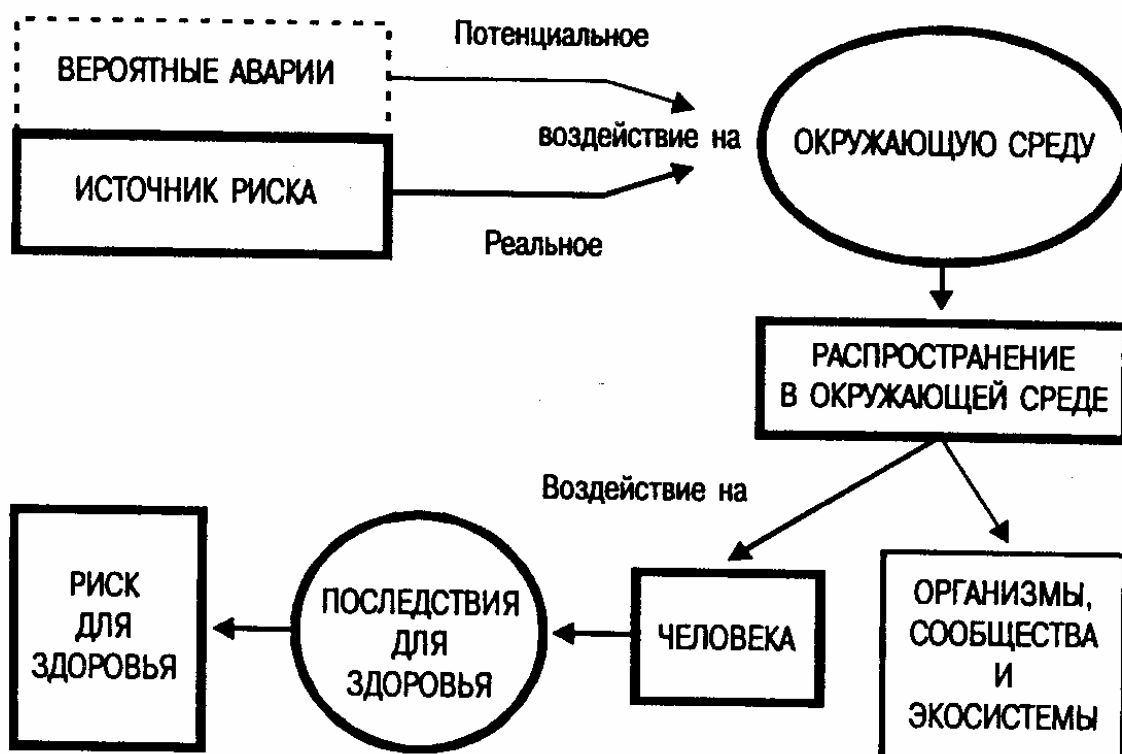 Потенциальное
ВЕРОЯТНЫЕ АВАРИИ
воздействие на
ОКРУЖАЮЩУЮ СРЕДУ
ИСТОЧНИК РИСКА
Реальное
РАСПРОСТРАНЕНИЕ
В ОКРУЖАЮЩЕЙ СРЕДЕ
Воздействие на
РИСК
ДЛЯ
ЗДОРОВЬЯ
ПОСЛЕДСТВИЯ
ДЛЯ
ЗДОРОВЬЯ
ЧЕЛОВЕКА
ОРГАНИЗМЫ,
СООБЩЕСТВА
И
ЭКОСИСТЕМЫ